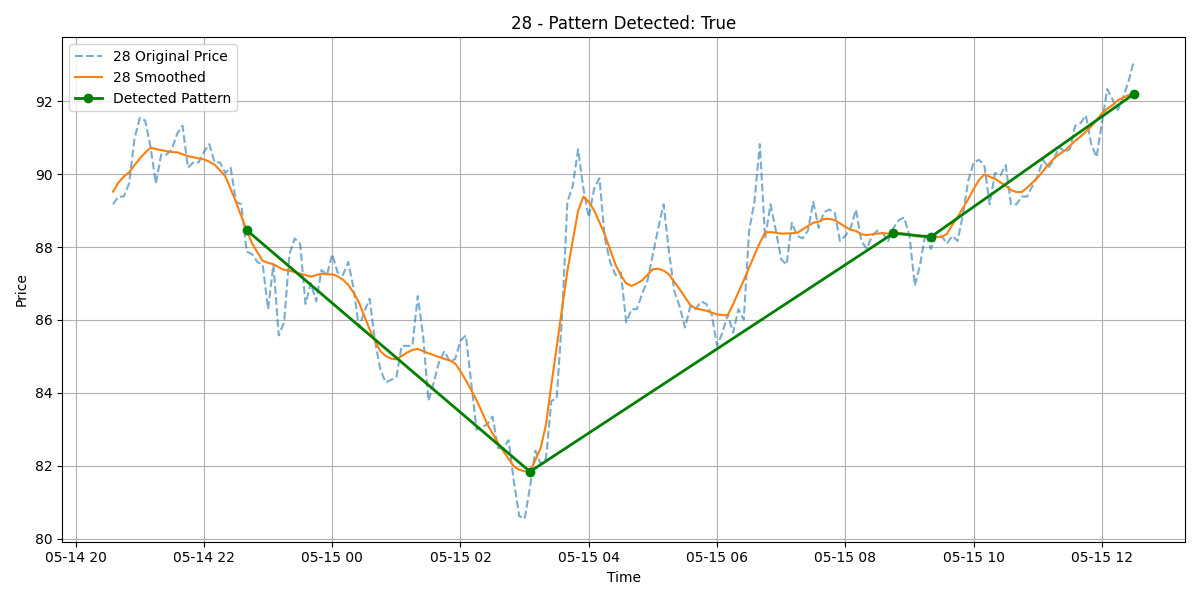 28 - Pattern Detected: True
28 Original Price
28 Smoothed
Detected Pattern
Price
92
90
88
86
84
82
80
05-14 20
05-14 22
05-15 00
05-15 02
05-15 04
05-15 06
05-15 08
05-15 10
05-15 12
Time